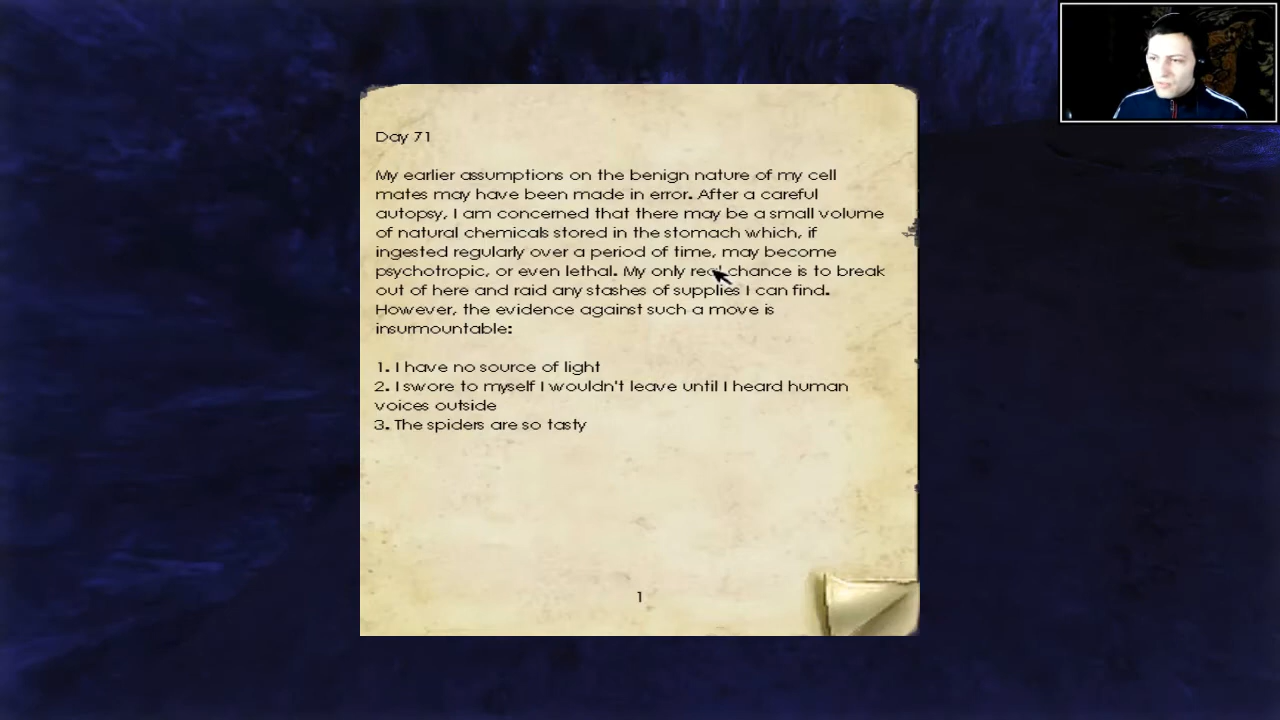 Day 71
My earlier assumptions on the benign nature of my cell
mates may have been made in error. After a careful
autopsy, I am concerned that there may be a small volume
of natural chemicals stored in the stomach which, if
ingested regularly over a period of time, may become
psychotropic, or even lethal. My only real chance is to break
out of here and raid any stashes of supplies I can find.
However, the evidence against such a move is
insurmountable:
1. I have no source of light
2. I swore to myself I wouldn't leave until I heard human
voices outside
3. The spiders are so tasty
1